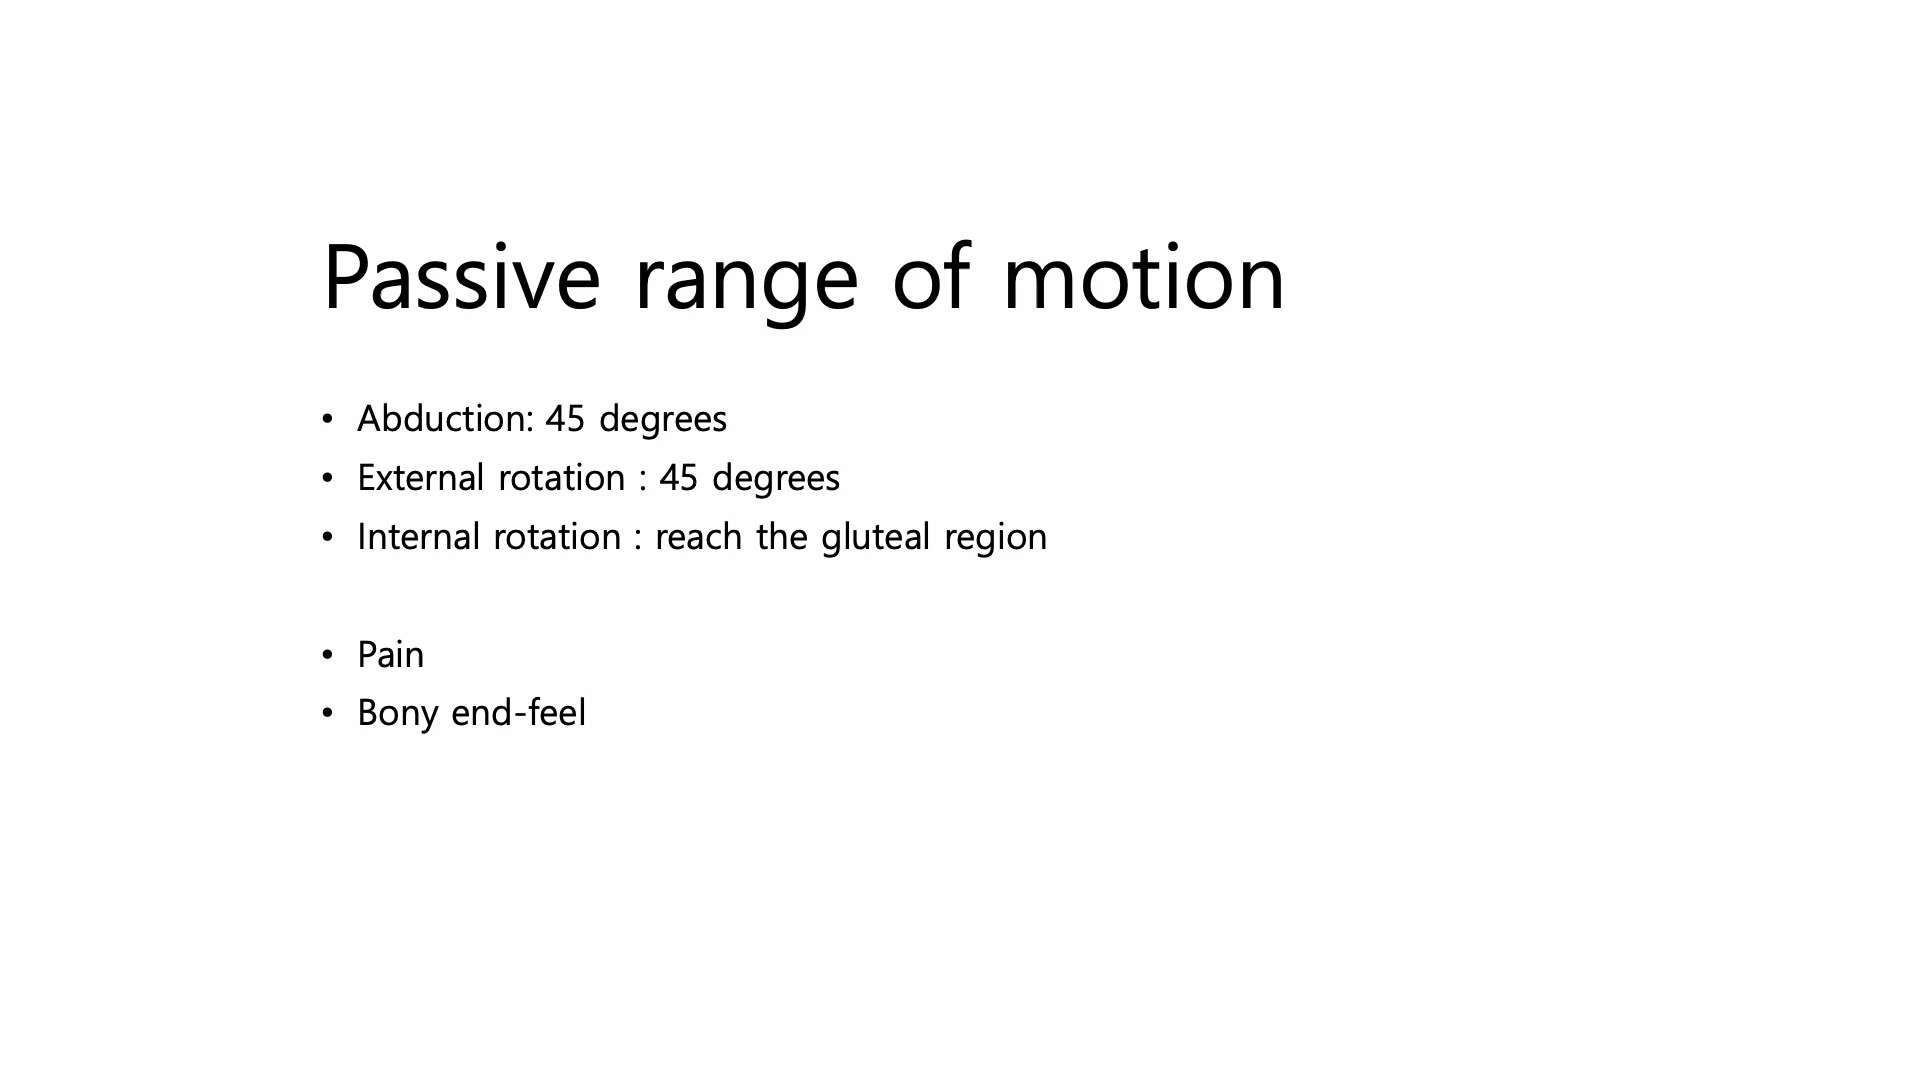 Passive range of motion
• Abduction: 45 degrees
• External rotation : 45 degrees
• Internal rotation : reach the gluteal region
• Pain
• Bony end-feel